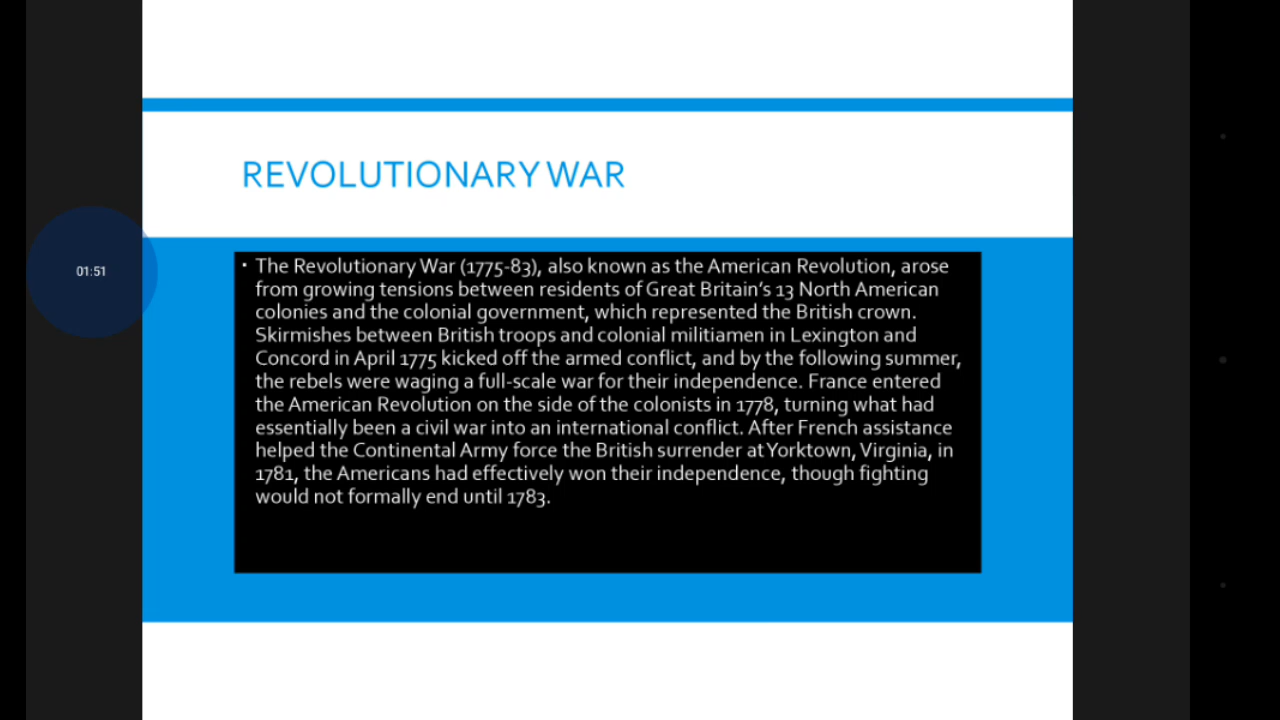 REVOLUTIONARY WAR
01:51
• The Revolutionary War (1775-83), also known as the American Revolution, arose
from growing tensions between residents of Great Britain's 13 North American
colonies and the colonial government, which represented the British crown.
Skirmishes between British troops and colonial militiamen in Lexington and
Concord in April 1775 kicked off the armed conflict, and by the following summer,
the rebels were waging a full-scale war for their independence. France entered
the American Revolution on the side of the colonists in 1778, turning what had
essentially been a civil war into an international conflict. After French assistance
helped the Continental Army force the British surrender at Yorktown, Virginia, in
1781, the Americans had effectively won their independence, though fighting
would not formally end until 1783.